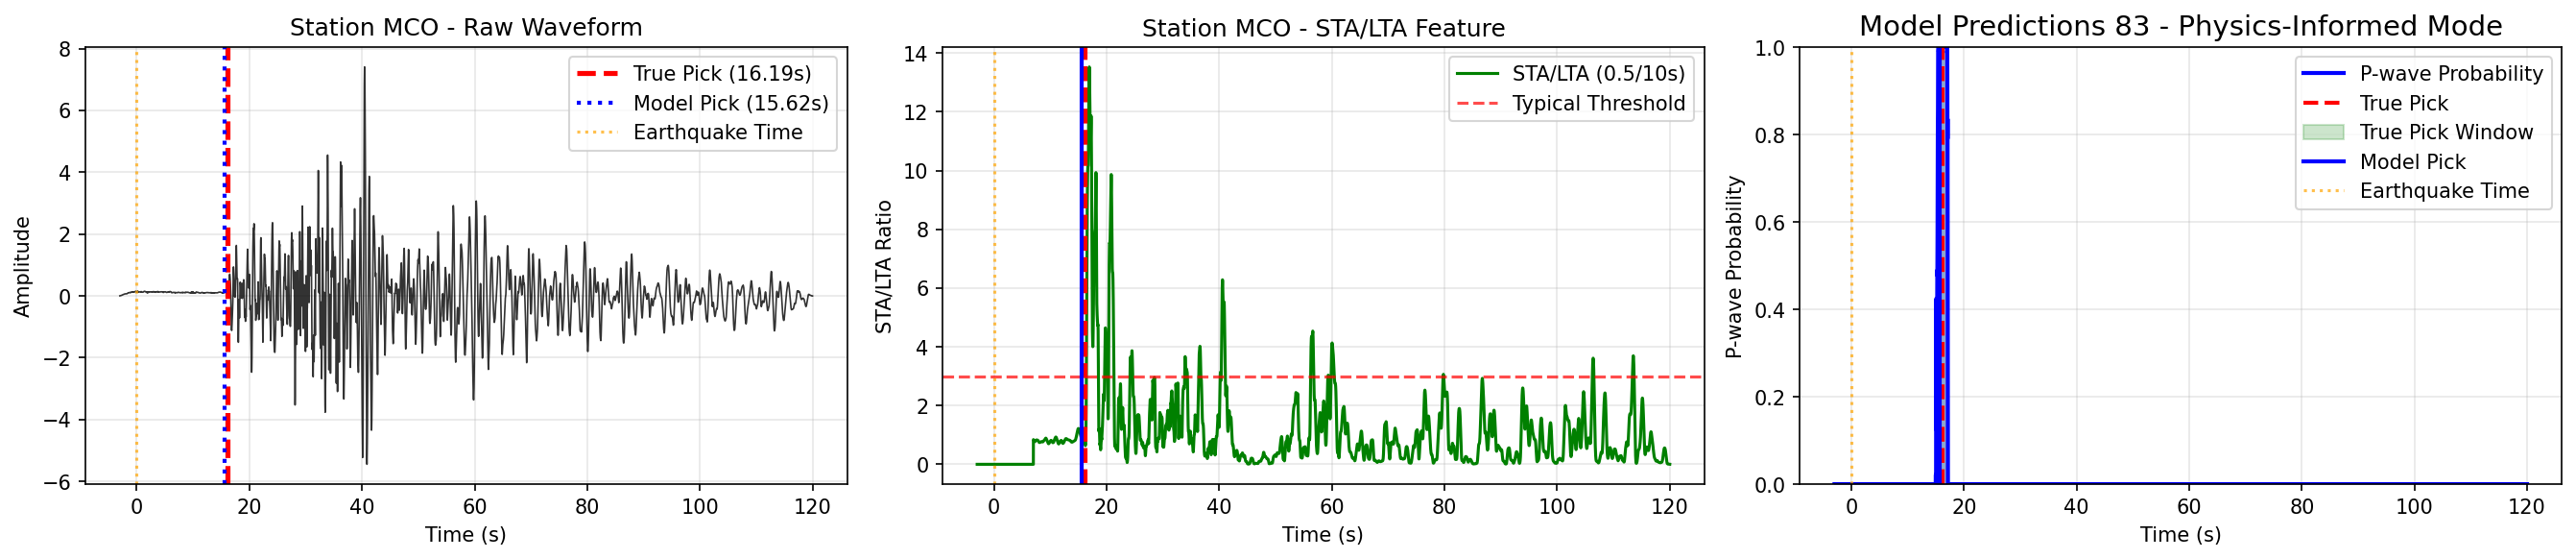 Station MCO - Raw Waveform
Amplitude
8
6
4
2
0
−2
−4
−6
True Pick (16.19s)
Model Pick (15.62s)
Earthquake Time
0
20
40
60
80
100
120
Time (s)
Station MCO - STA/LTA Feature
STA/LTA Ratio
14
12
10
8
6
4
2
0
STA/LTA (0.5/10s)
Typical Threshold
0
20
40
60
80
100
120
Time (s)
Model Predictions 83 - Physics-Informed Mode
P-wave Probability
1.0
0.8
0.6
0.4
0.2
0.0
P-wave Probability
True Pick
True Pick Window
Model Pick
Earthquake Time
0
20
40
60
80
100
120
Time (s)